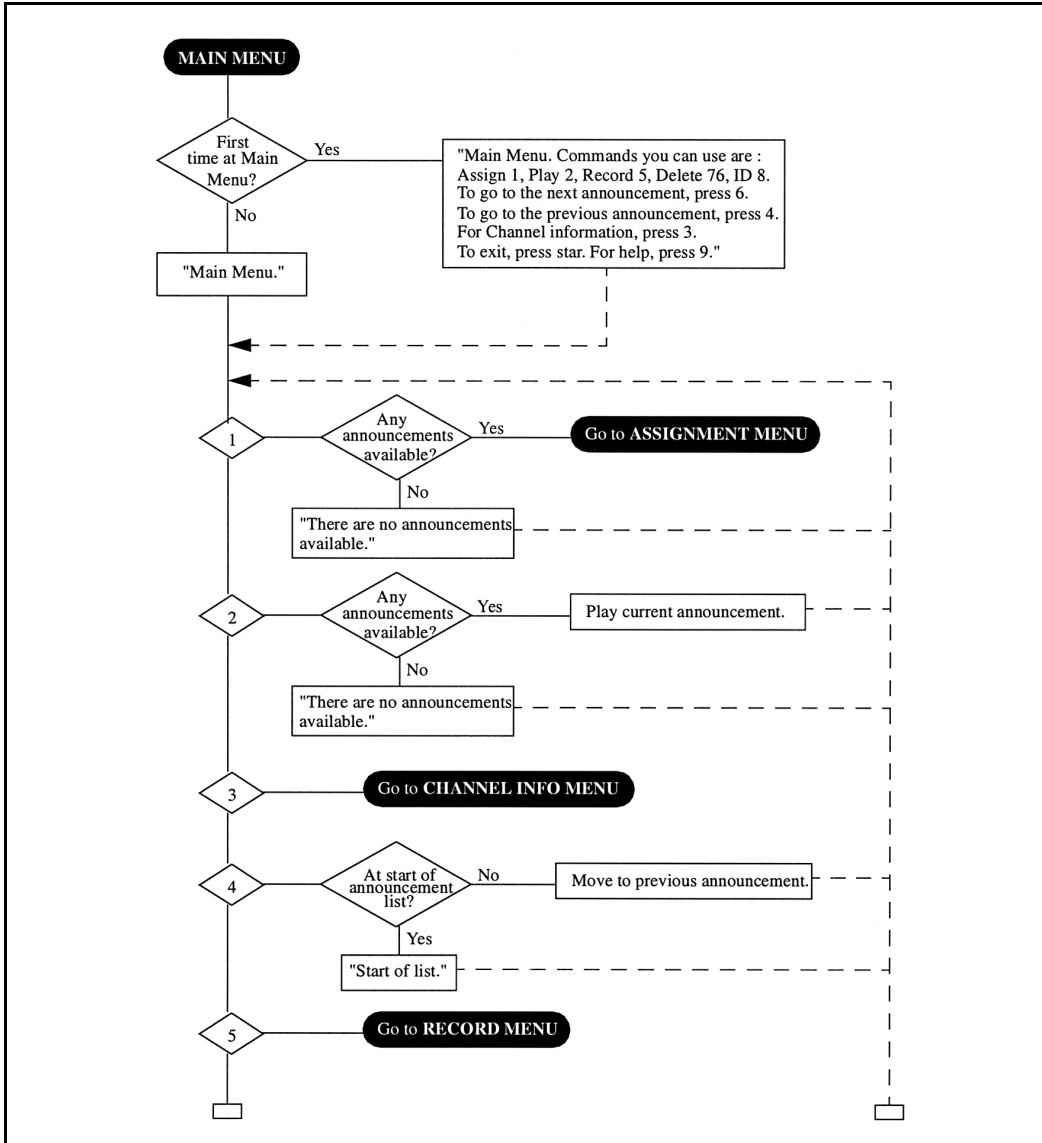 MAIN MENU
First
time at Main
Menu?
Yes
"Main Menu. Commands you can use are :
Assign 1, Play 2, Record 5, Delete 76, ID 8.
To go to the next announcement, press 6.
To go to the previous announcement, press 4.
For Channel information, press 3.
To exit, press star. For help, press 9."
No
"Main Menu."
1
Any
announcements
available?
Yes
Go to ASSIGNMENT MENU
No
"There are no announcements
available."
2
Any
announcements
available?
Yes
Play current announcement.
No
"There are no announcements
available."
3
Go to CHANNEL INFO MENU
4
At start of
announcement
list?
No
Move to previous announcement.
Yes
"Start of list."
5
Go to RECORD MENU